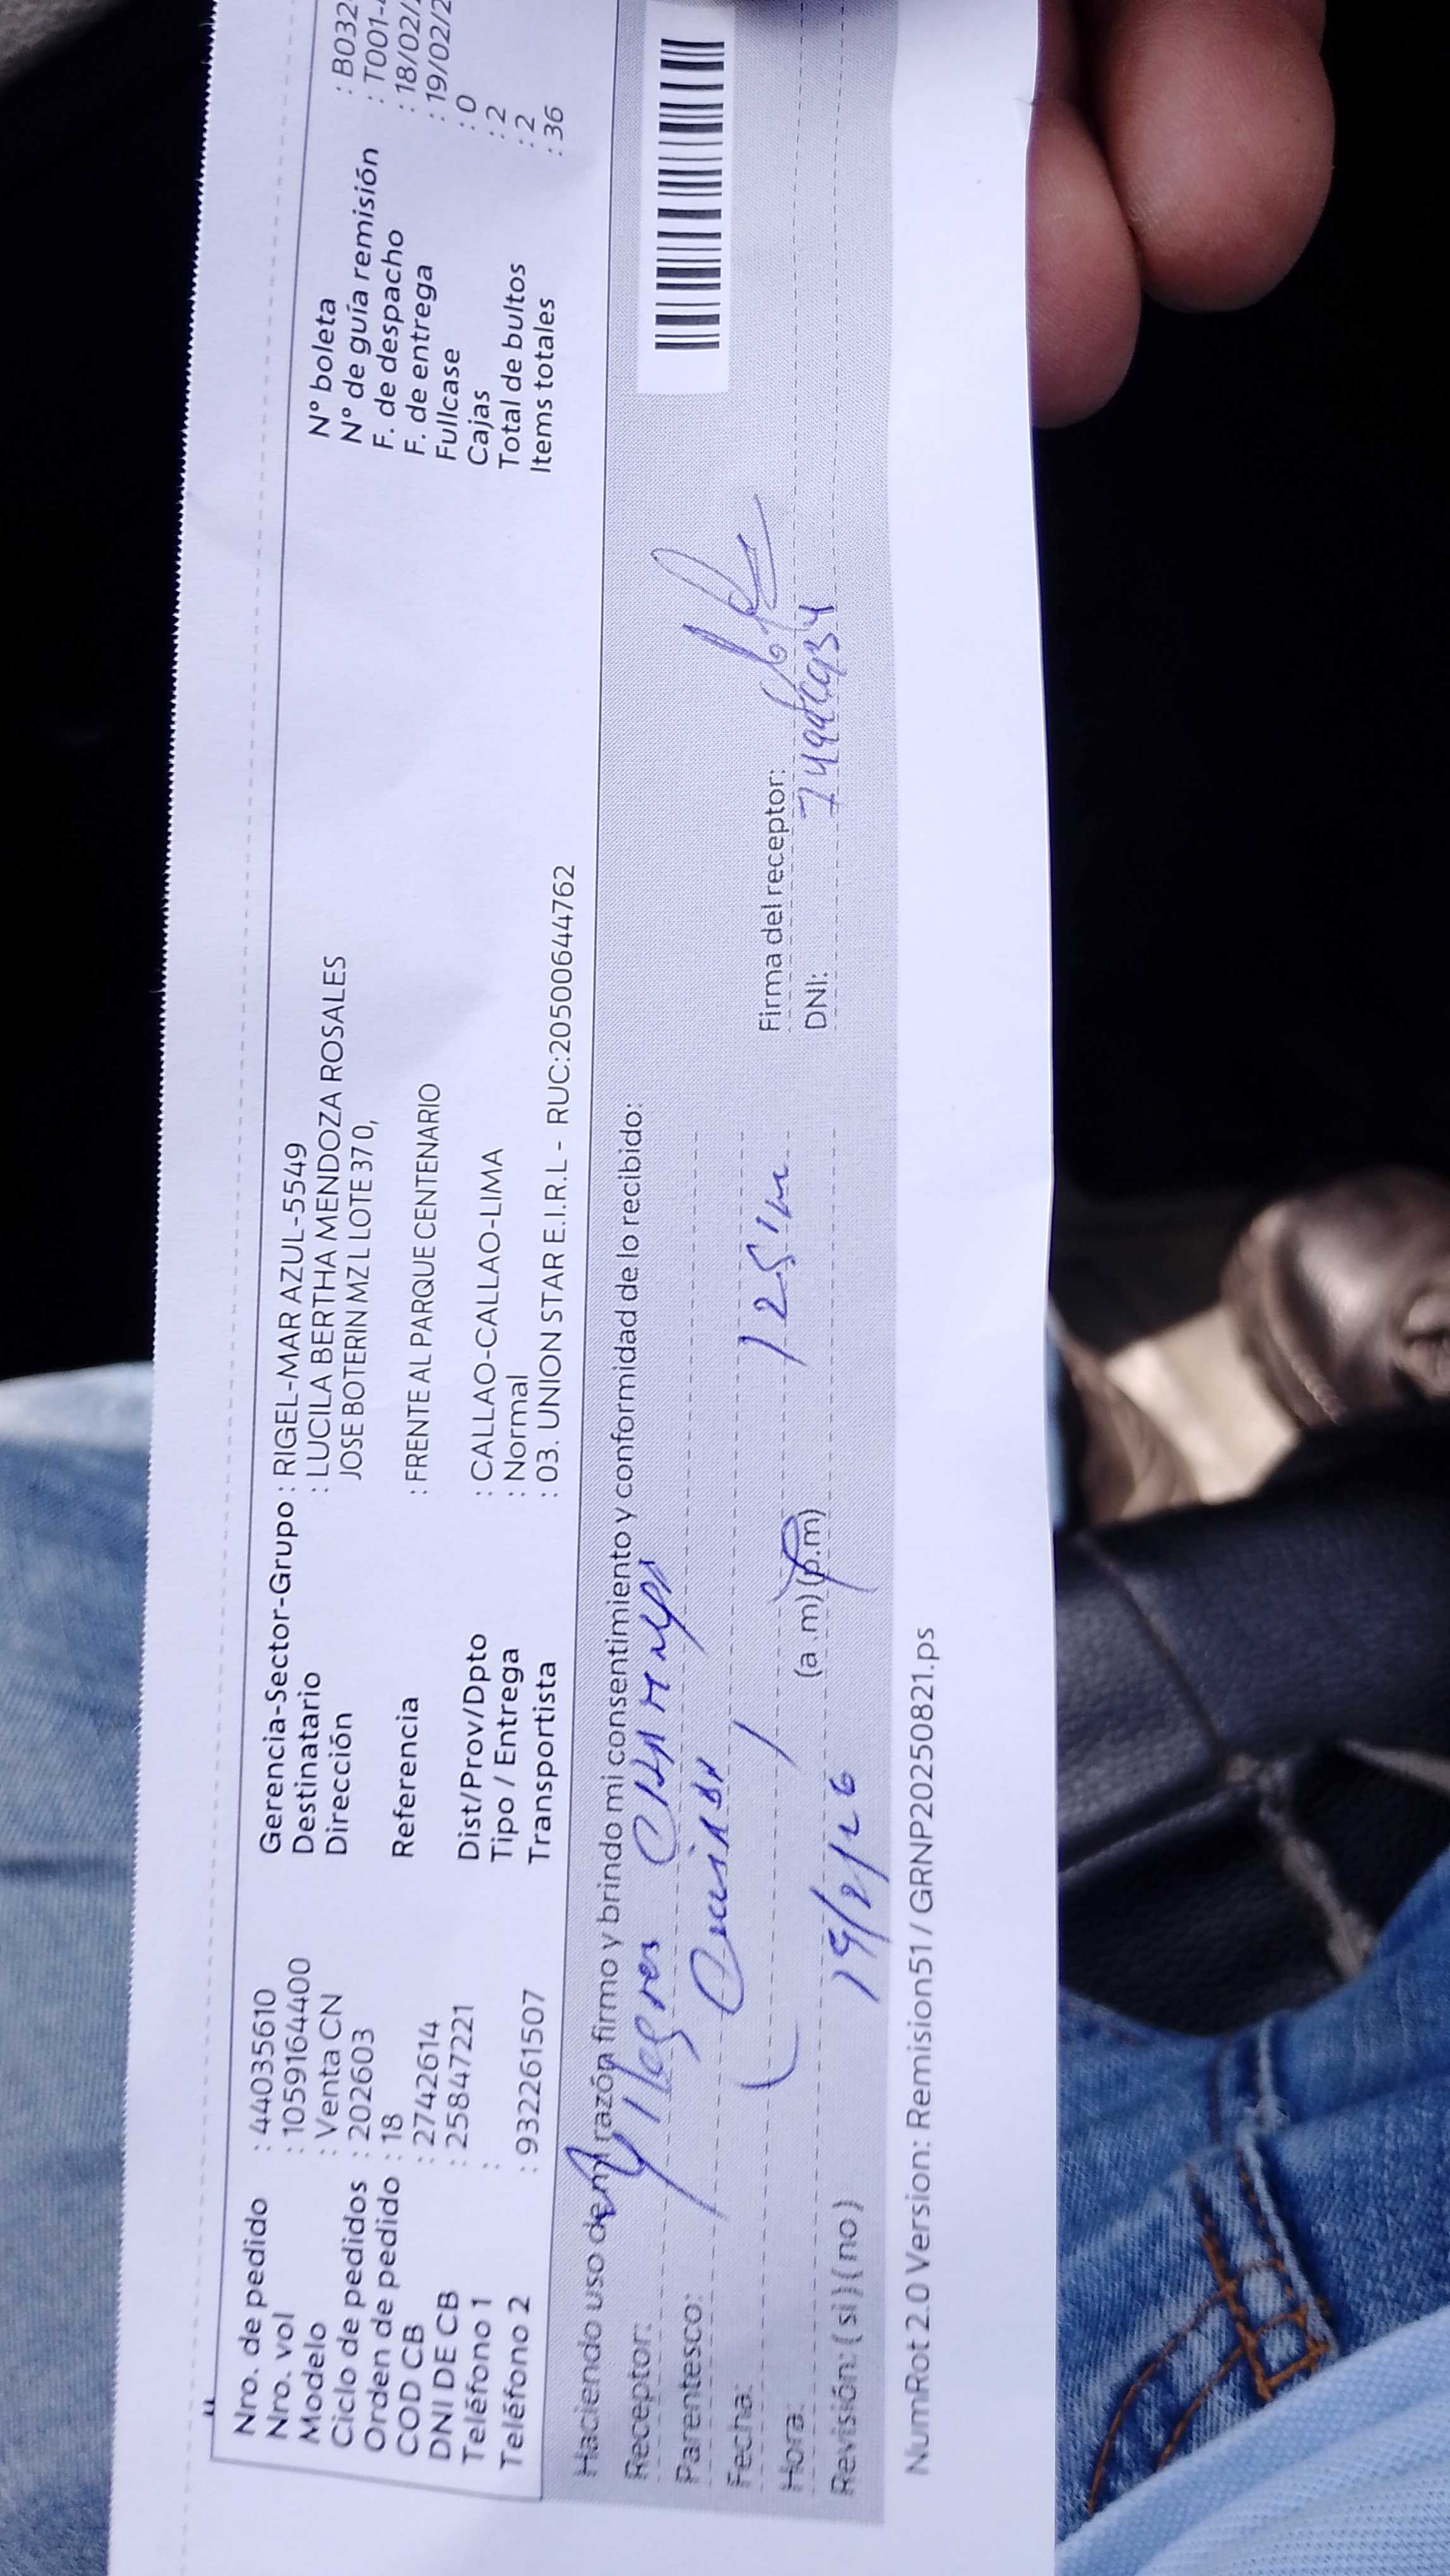 Nro. de pedido : 44035610 Gerencia-Sector-Grupo : RIGEL-MAR AZUL-5549 N° boleta : B032
Nro. vol : 1059164400 Destinatario : LUCILA BERTHA MENDOZA ROSALES N° de guía remisión : T001-
Modelo : Venta CN Dirección JOSE BOTERIN MZ L LOTE 37 0, F. de despacho : 18/02/
Ciclo de pedidos : 202603 F. de entrega : 19/02/2
Orden de pedido : 18 Referencia : FRENTE AL PARQUE CENTENARIO Fullcase : 0
COD CB : 2742614 Cajas : 2
DNI DE CB : 25847221 Dist/Prov/Dpto : CALLAO-CALLAO-LIMA Total de bultos : 2
Teléfono 1 : Tipo / Entrega : Normal Items totales : 36
Teléfono 2 : 932261507 Transportista : 03. UNION STAR E.I.R.L - RUC:20500644762
Haciendo uso de mi razón firmo y brindo mi consentimiento y conformidad de lo recibido:
Receptor:
Parentesco:
Fecha: Firma del receptor:
Hora: (a.m) (p.m) DNI:
Revisión: ( si ) ( no ) 19/2/26
NumRot 2.0 Version: Remision51 / GRNP20250821.ps